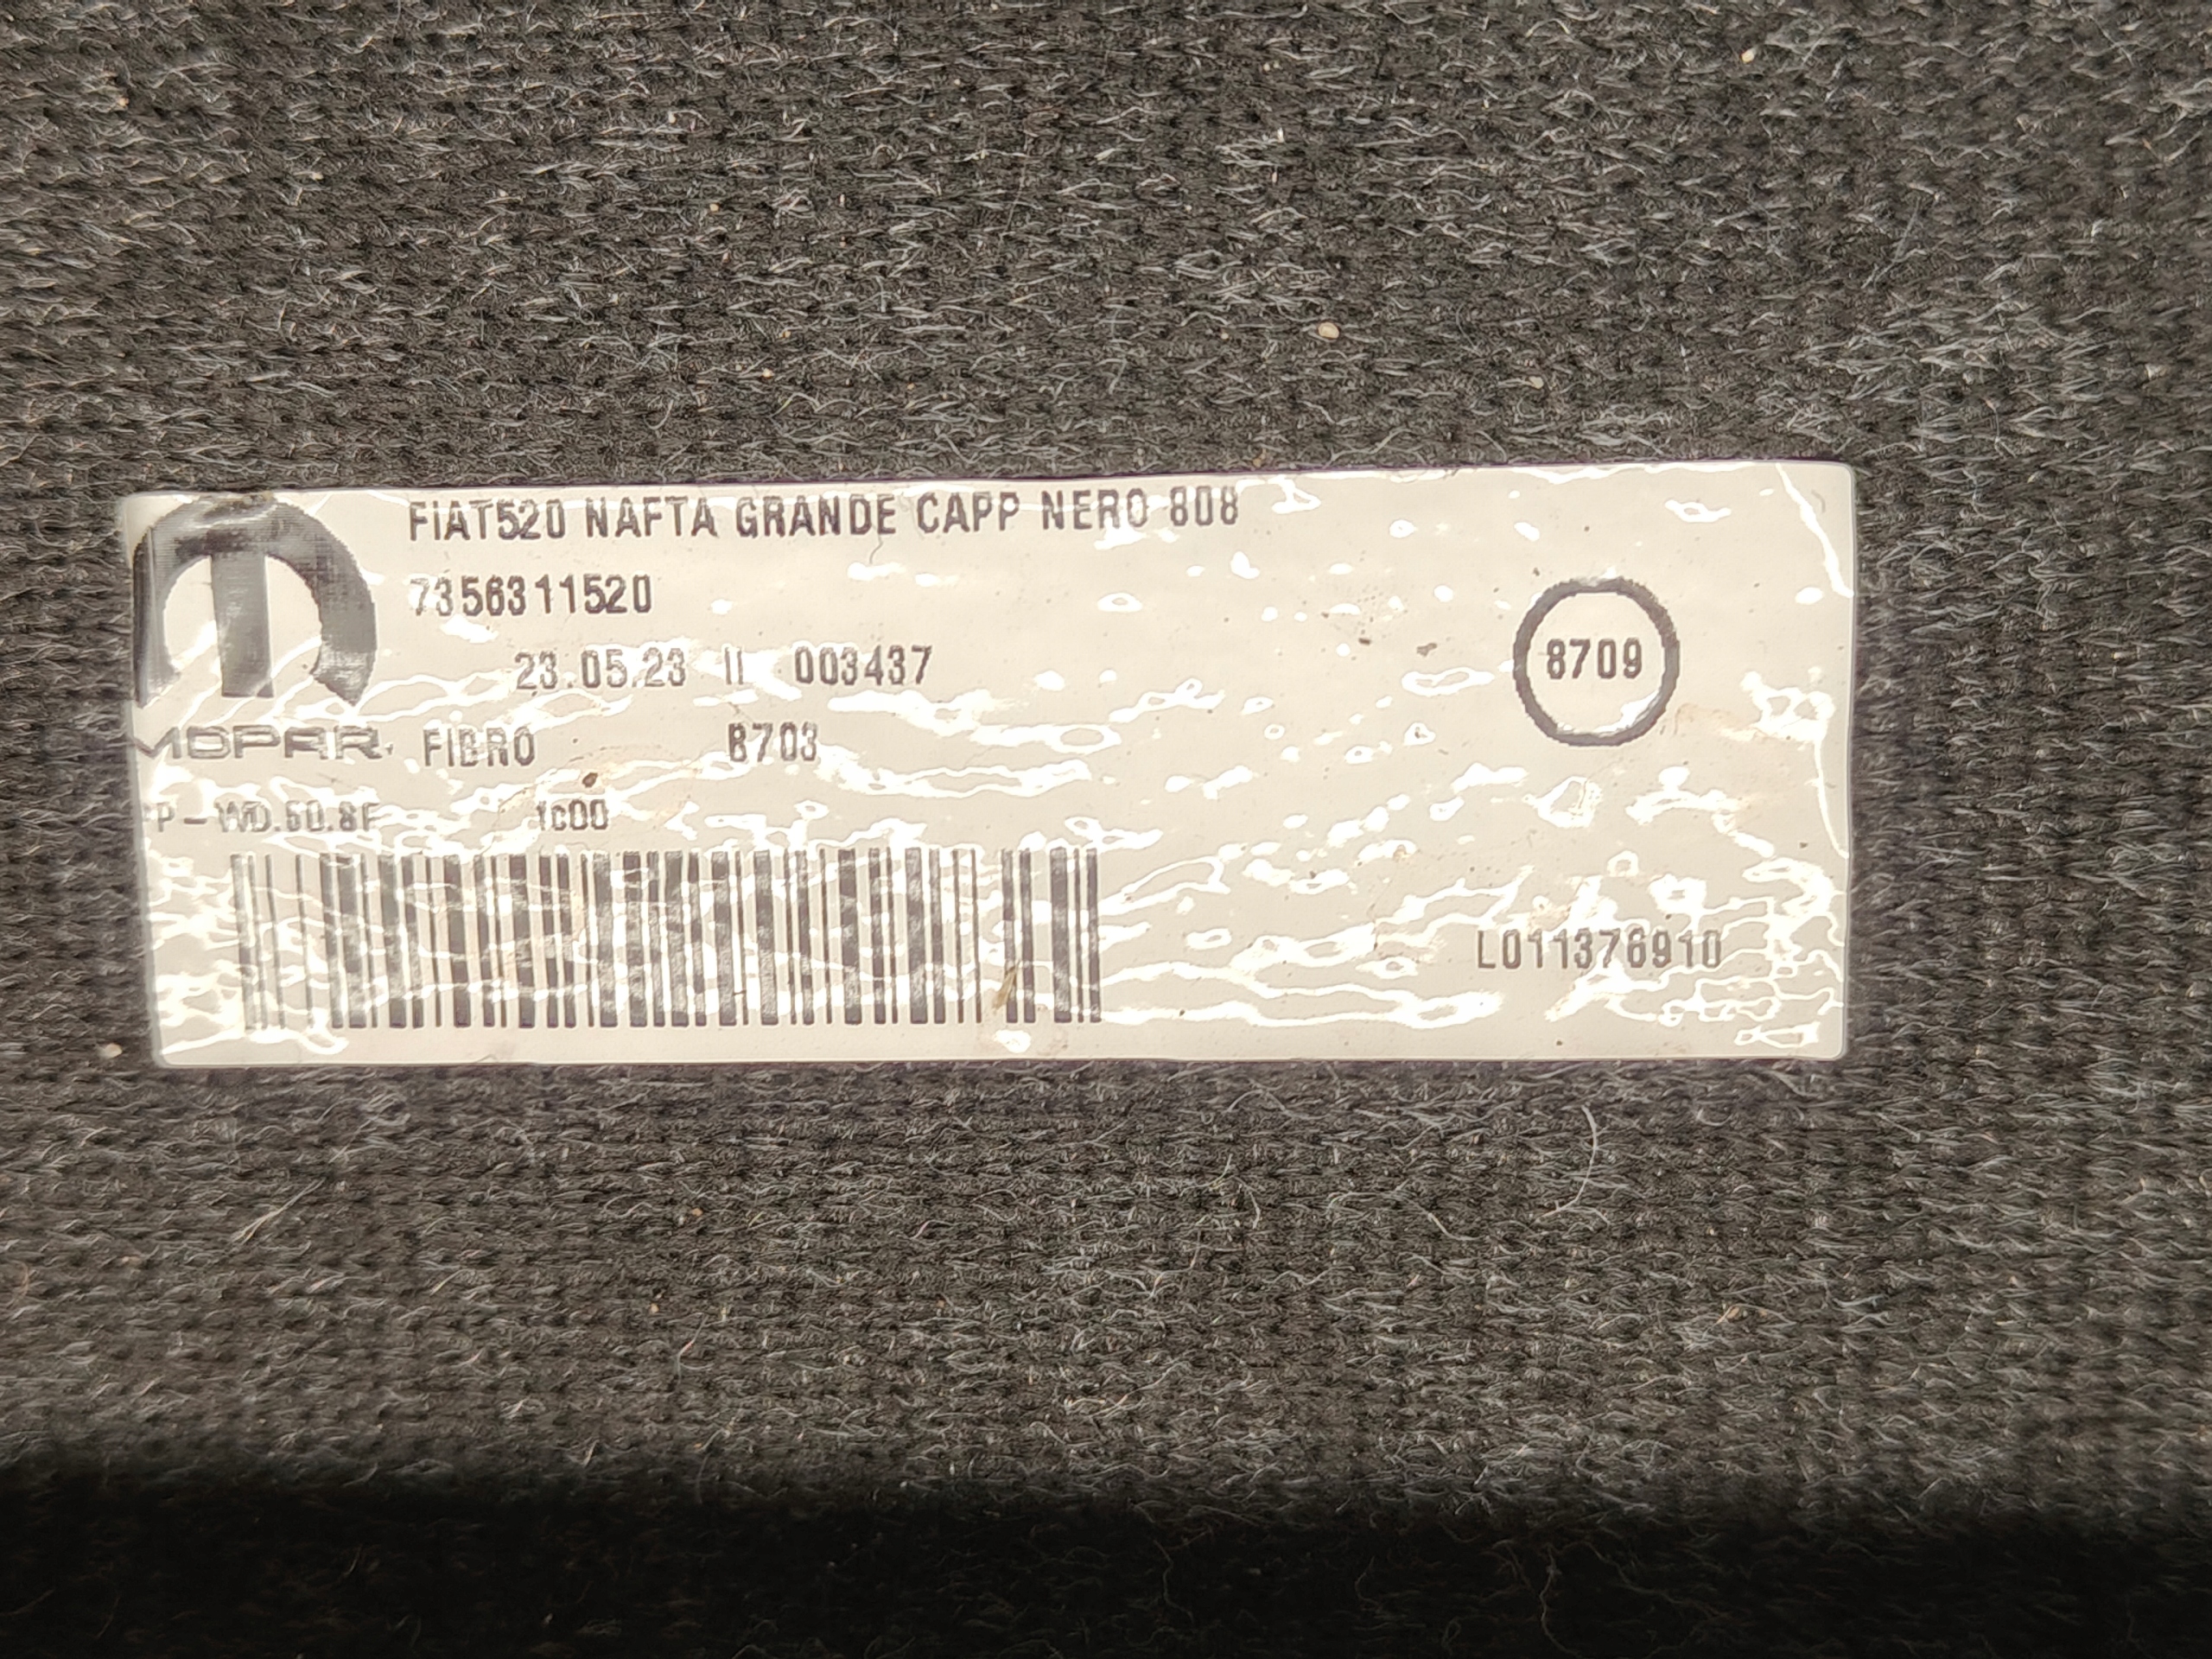 FIAT520 NAFTA GRANDE CAPP NERO 808
7356311520
23.05.23 II 003437
8709
MOPAR FIBRO 8703
1c00
L011376910